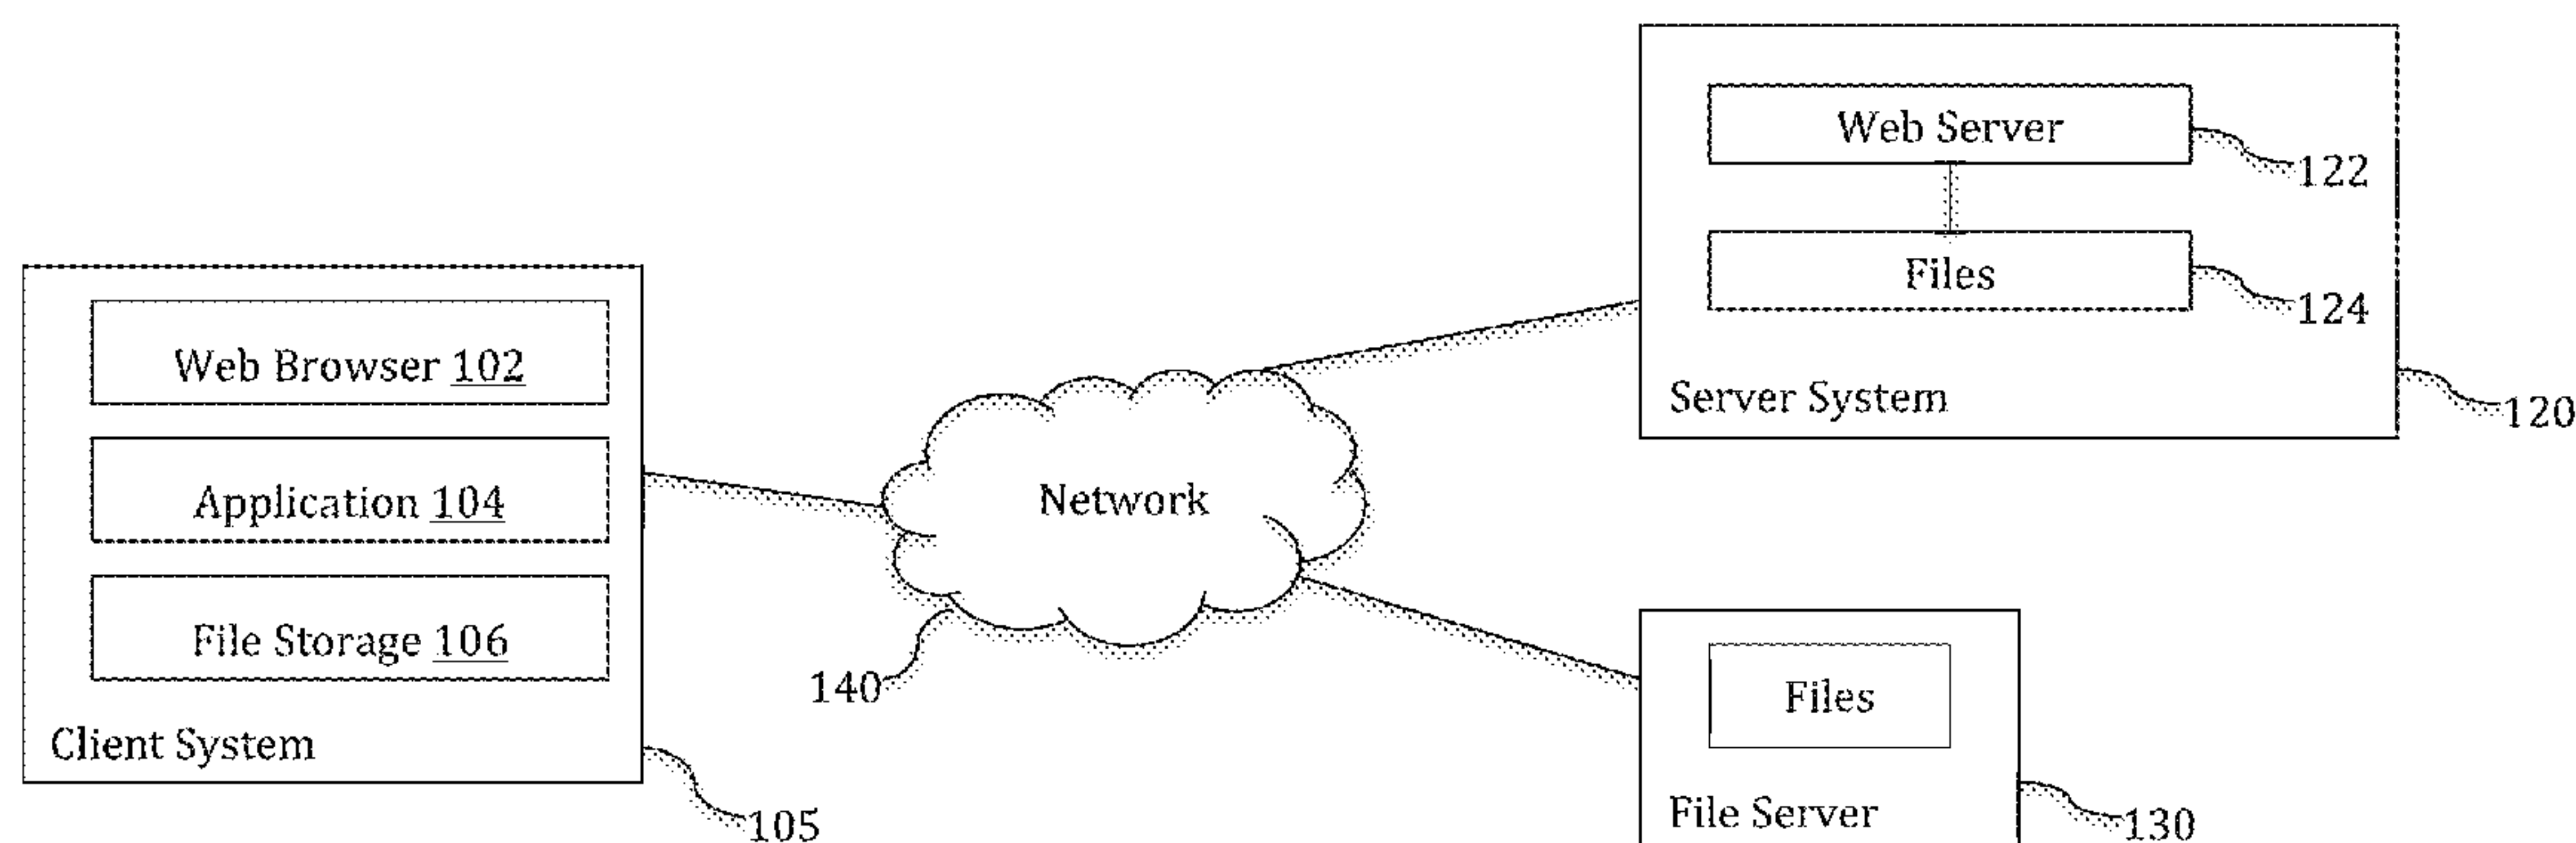 Web Browser 102
Application 104
File Storage 106
Client System
105
Network
140
Web Server
122
Files
124
Server System
120
Files
File Server
130